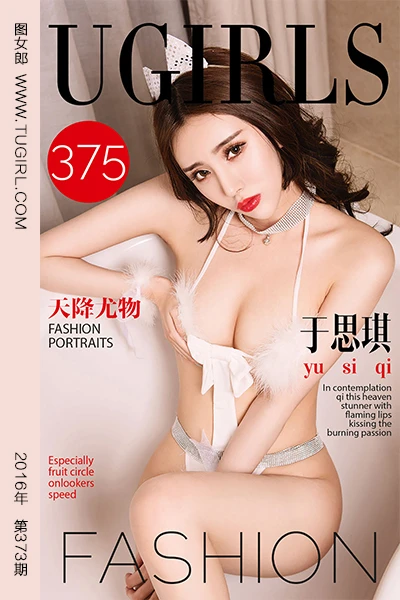 图女郎 WWW.TUGIRL.COM
2016年 第373期
UGIRLS
375
天降尤物
FASHION
PORTRAITS
于思琪
yu si qi
In contemplation
qi this heaven
stunner with
flaming lips
kissing the
burning passion
Especially
fruit circle
onlookers
speed
FASHION